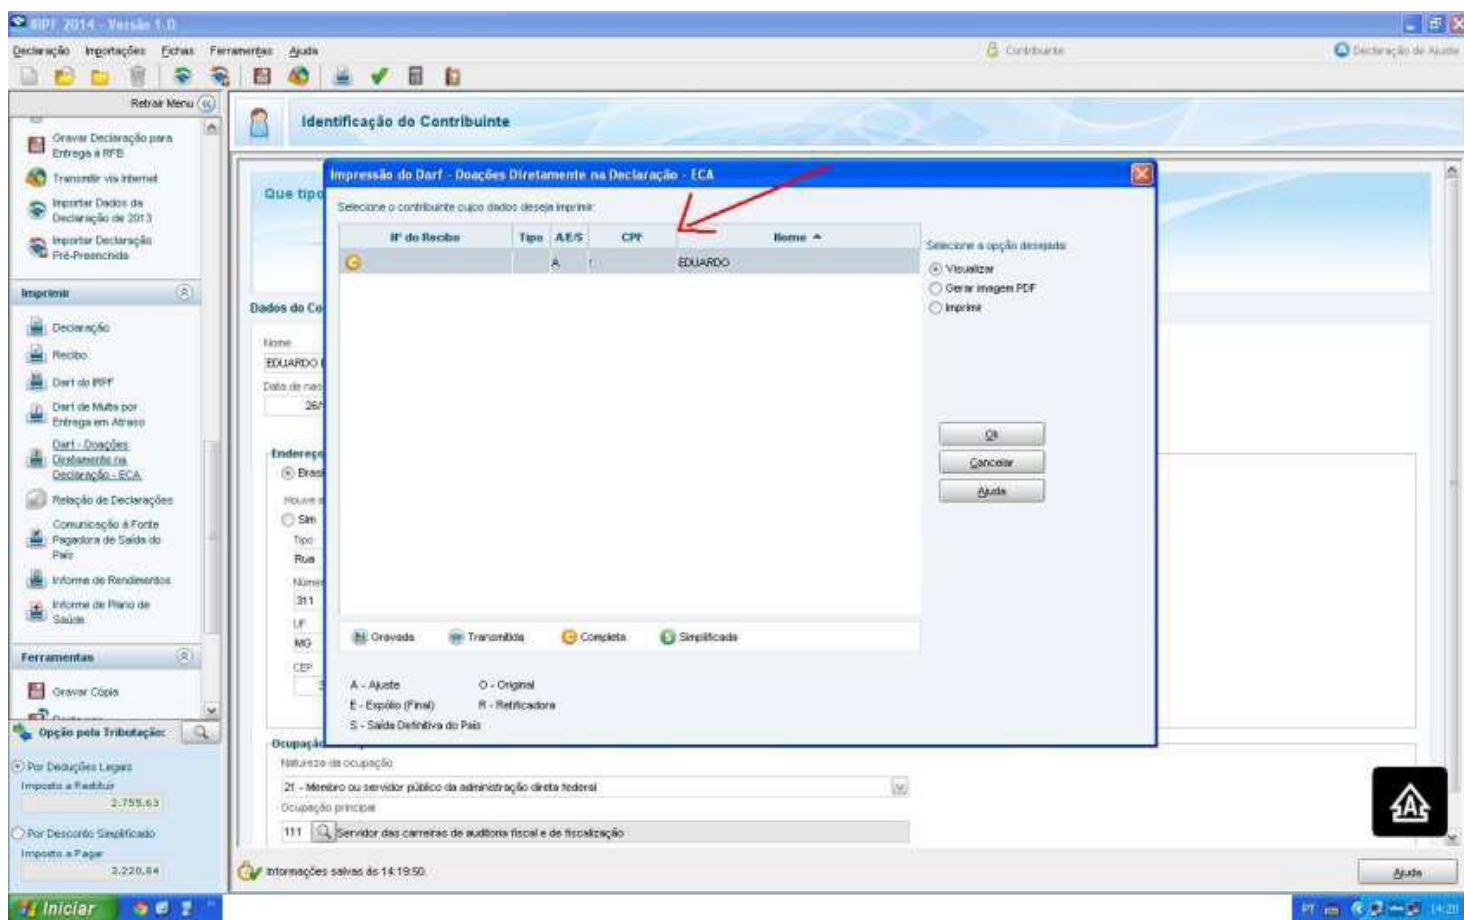 IRPF 2014 - Versão 1.0
Declaração Importações Fichas Ferramentas Ajuda
Contribuinte
Declaração de Ajuste
Retrair Menu
Gravar Declaração para
Entrega à RFB
Transmitir via Internet
Importar Dados da
Declaração de 2013
Importar Declaração
Pré-Preenchida
Imprimir
Declaração
Recibo
Darf do IRPF
Darf de Multa por
Entrega em Atraso
Darf - Doações
Diretamente na
Declaração - ECA
Relação de Declarações
Comunicação à Fonte
Pagadora de Saída do
País
Informe de Rendimentos
Informe de Plano de
Saúde
Ferramentas
Gravar Cópia
Opção pela Tributação:
Por Deduções Legais
Imposto a Restituir
2.755,63
Por Desconto Simplificado
Imposto a Pagar
3.220,84
Identificação do Contribuinte
Que tipo
Dados do Co
Nome
EDUARDO
Data de nas
26/
Endereço
Brasi
Houve
Sim
Tipo
Rua
Númer
311
UF
MG
CEP
Impressão do Darf - Doações Diretamente na Declaração - ECA
Selecione o contribuinte cujos dados deseja imprimir:
Nº do Recibo Tipo A/E/S CPF Nome
A EDUARDO
Selecione a opção desejada:
Visualizar
Gerar imagem PDF
Imprimir
Ok
Cancelar
Ajuda
Gravada Transmitida Completa Simplificada
A - Ajuste O - Original
E - Espólio (Final) R - Retificadora
S - Saída Definitiva do País
Ocupação
Natureza da ocupação
21 - Membro ou servidor público da administração direta federal
Ocupação principal
111 Servidor das carreiras de auditoria fiscal e de fiscalização
Informações salvas às 14:19:50.
Ajuda
Iniciar
PT
14:20